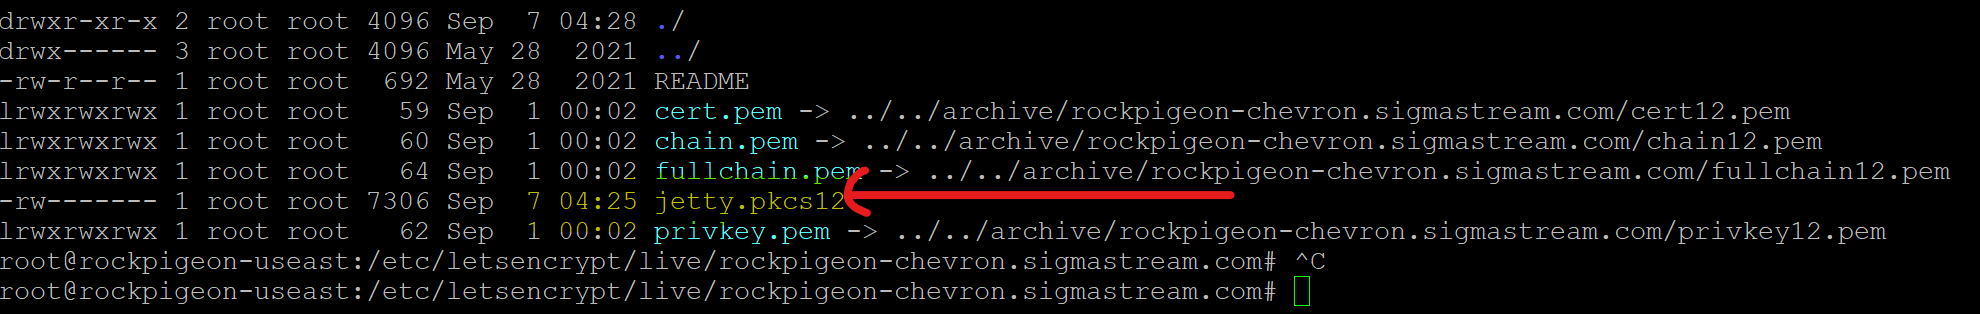 drwxr-xr-x 2 root root 4096 Sep  7 04:28 ./
drwx------ 3 root root 4096 May 28  2021 ../
-rw-r--r-- 1 root root  692 May 28  2021 README
lrwxrwxrwx 1 root root   59 Sep  1 00:02 cert.pem -> ../../archive/rockpigeon-chevron.sigmastream.com/cert12.pem
lrwxrwxrwx 1 root root   60 Sep  1 00:02 chain.pem -> ../../archive/rockpigeon-chevron.sigmastream.com/chain12.pem
lrwxrwxrwx 1 root root   64 Sep  1 00:02 fullchain.pem -> ../../archive/rockpigeon-chevron.sigmastream.com/fullchain12.pem
-rw------- 1 root root 7306 Sep  7 04:25 jetty.pkcs12
lrwxrwxrwx 1 root root   62 Sep  1 00:02 privkey.pem -> ../../archive/rockpigeon-chevron.sigmastream.com/privkey12.pem
root@rockpigeon-useast:/etc/letsencrypt/live/rockpigeon-chevron.sigmastream.com# ^C
root@rockpigeon-useast:/etc/letsencrypt/live/rockpigeon-chevron.sigmastream.com#